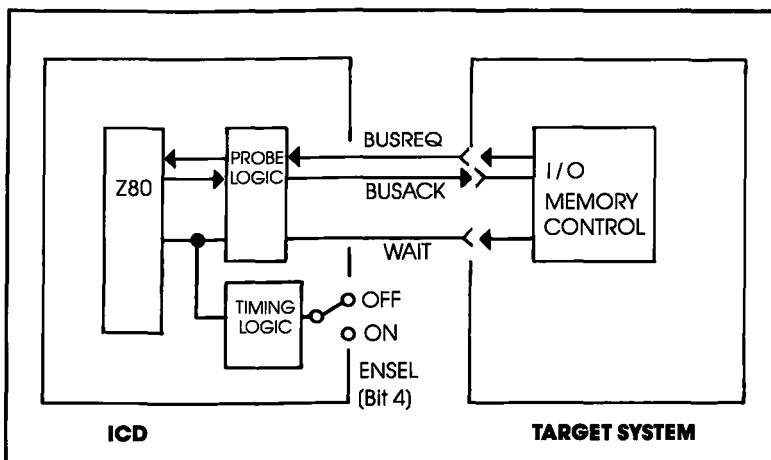 BUSREQ
Z80
PROBE
LOGIC
I/O
MEMORY
CONTROL
BUSACK
WAIT
TIMING
LOGIC
OFF
ON
ENSEL
(Bit 4)
ICD
TARGET SYSTEM